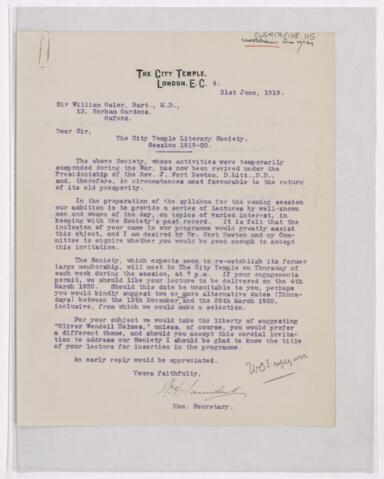 CUS417/108.115
THE CITY TEMPLE,
LONDON, E.C. 4.
21st June, 1919.
Sir William Osler, Bart., M.D.,
13, Norham Gardens,
Oxford.
Dear Sir,
The City Temple Literary Society.
Session 1919-20.
The above Society, whose activities were temporarily
suspended during the War, has now been revived under the
Presidentship of the Rev. J. Fort Newton, D.Litt., D.D.,
and, therefore, in circumstances most favourable to the return
of its old prosperity.
In the preparation of the syllabus for the coming session
our ambition is to provide a series of lectures by well-known
men and women of the day, on topics of varied interest, in
keeping with the Society's past record. It is felt that the
inclusion of your name in our programme would greatly assist
this object, and I am desired by Dr. Fort Newton and my Com-
mittee to enquire whether you would be good enough to accept
this invitation.
The Society, which expects soon to re-establish its former
large membership, will meet in The City Temple on Thursday of
each week during the session, at 7 p.m. If your engagements
permit, we should like your lecture to be delivered on the 4th
March 1920. Should this date be unsuitable to you, perhaps
you would kindly suggest two or more alternative dates (Thurs-
days) between the 13th November and the 25th March 1920,
inclusive, from which we could make a selection.
For your subject we would take the liberty of suggesting
"Oliver Wendell Holmes," unless, of course, you would prefer
a different theme, and should you accept this cordial invita-
tion to address our Society I should be glad to know the title
of your lecture for insertion in the programme.
An early reply would be appreciated.
Yours faithfully,
Hon. Secretary.